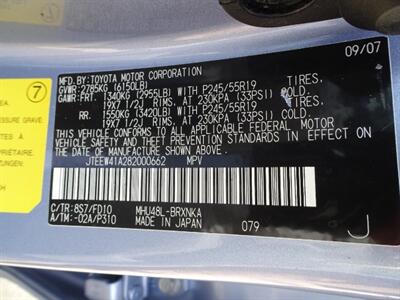 7
09/07
MFD. BY: TOYOTA MOTOR CORPORATION
GVWR: 2785KG (6150LB)
GAWR: FRT. 1340KG (2955LB) WITH P245/55R19 TIRES,
19X7 1/2J RIMS, AT 230KPA (33PSI) COLD.
RR. 1550KG (3420LB) WITH P245/55R19 TIRES,
19X7 1/2J RIMS, AT 230KPA (33PSI) COLD.
THIS VEHICLE CONFORMS TO ALL APPLICABLE FEDERAL MOTOR
VEHICLE SAFETY AND THEFT PREVENTION STANDARDS IN EFFECT
ON THE DATE OF MANUFACTURE SHOWN ABOVE.
JTEEW41A282000662 MPV
PRESSURE GRAVE.
C/TR: 8S7/FD10 MHU48L-BRXNKA
A/TM: -02A/P310 MADE IN JAPAN 079 J